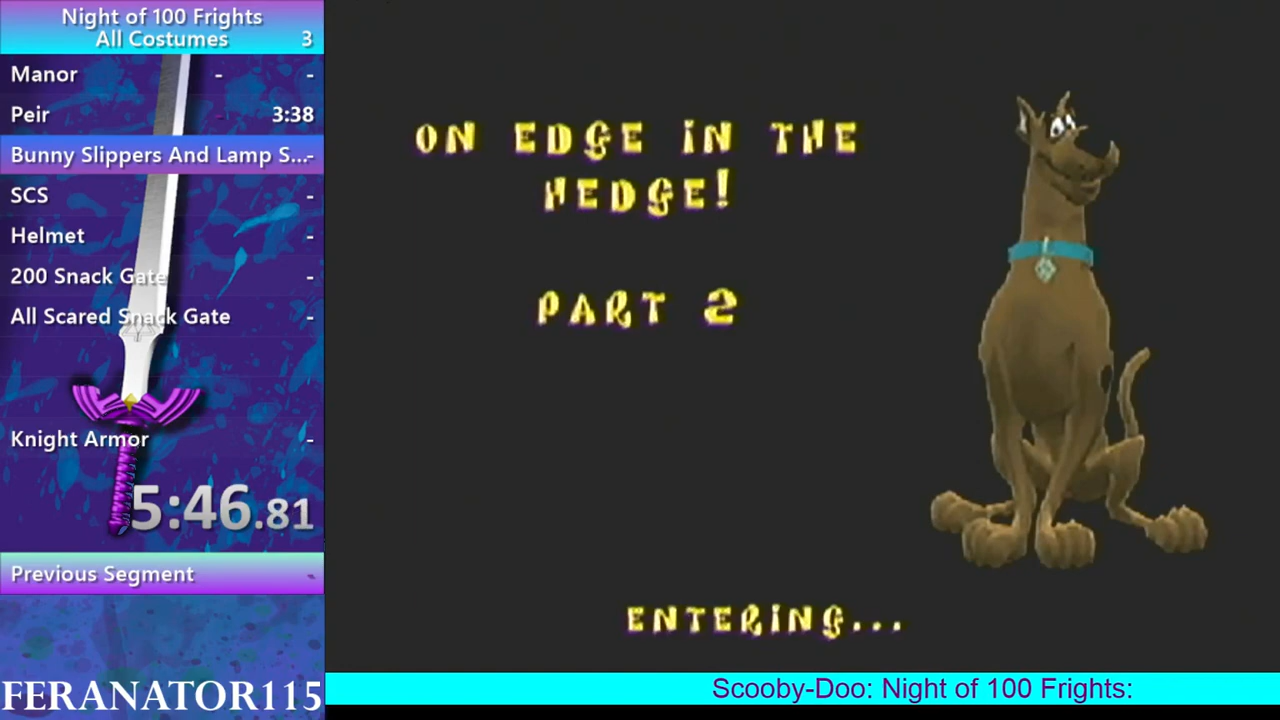 Night of 100 Frights
All Costumes 3
Manor - -
Peir 3:38
Bunny Slippers And Lamp S...-
SCS -
Helmet -
200 Snack Gate -
All Scared Snack Gate -
Knight Armor -
5:46.81
Previous Segment -
FERANATOR115
ON EDGE IN THE
HEDGE!
PART 2
ENTERING...
Scooby-Doo: Night of 100 Frights: